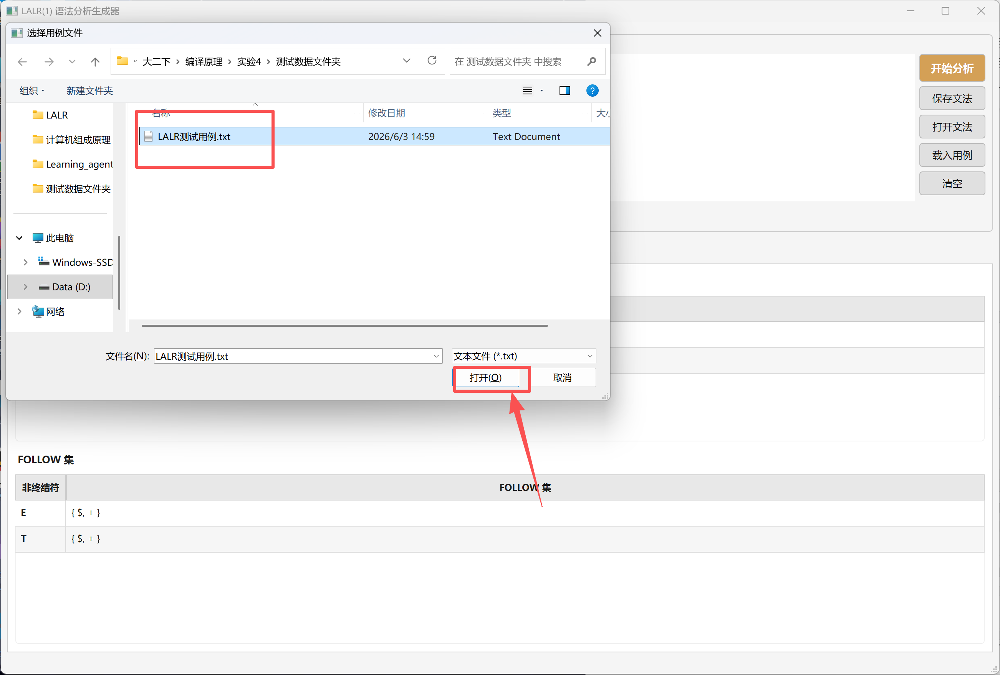 LALR(1) 语法分析生成器
选择用例文件
« 大二下 › 编译原理 › 实验4 › 测试数据文件夹
在 测试数据文件夹 中搜索
组织
新建文件夹
LALR
计算机组成原理
Learning_agent
测试数据文件夹
此电脑
Windows-SSD
Data (D:)
网络
名称 修改日期 类型 大小
LALR测试用例.txt 2026/6/3 14:59 Text Document
文件名(N): LALR测试用例.txt 文本文件 (*.txt)
打开(O) 取消
开始分析
保存文法
打开文法
载入用例
清空
FOLLOW 集
非终结符 FOLLOW 集
E { $, + }
T { $, + }